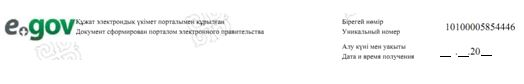 e.gov
Құжат электрондық үкімет порталымен құрылған
Документ сформирован порталом электронного правительства
Бірегей нөмір
Уникальный номер
10100005854446
Алу күні мен уақыты
Дата и время получения
__.__.20__